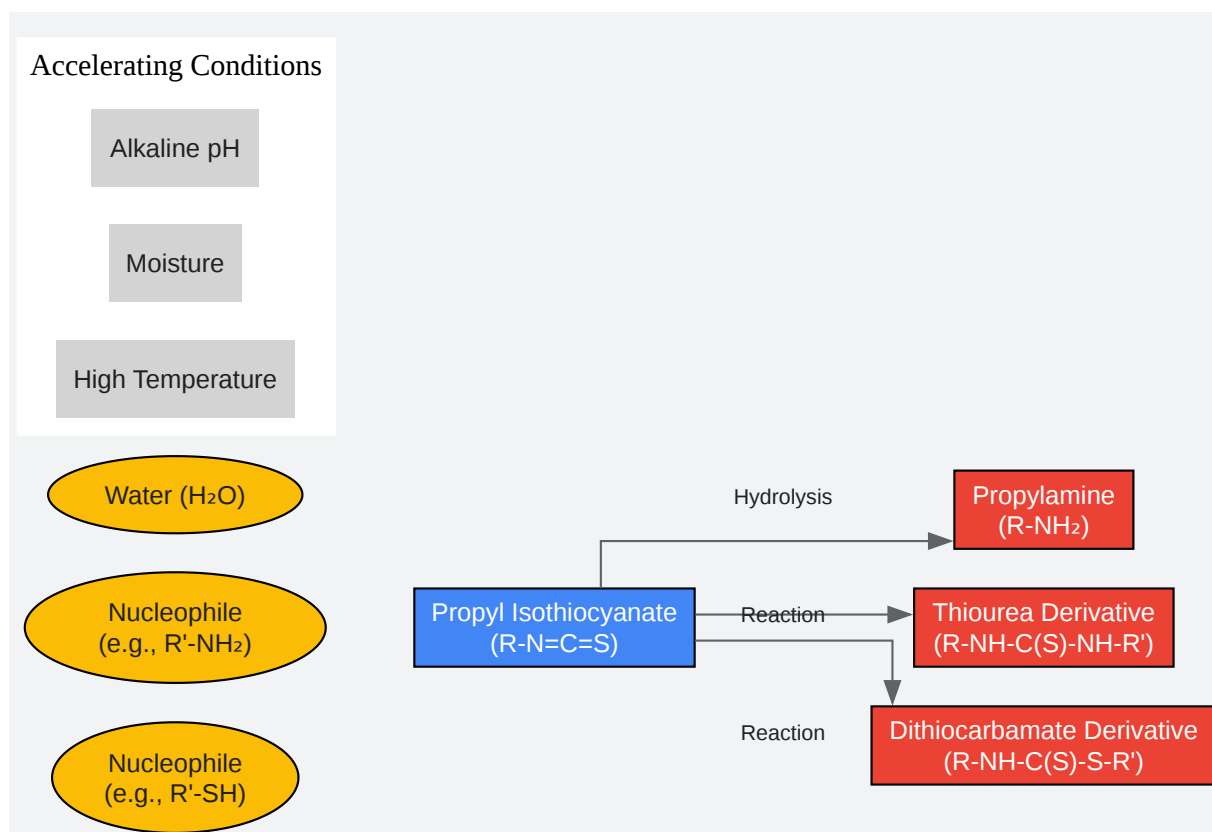 Accelerating Conditions
Alkaline pH
Moisture
High Temperature
Water (H₂O)
Nucleophile
(e.g., R'-NH₂)
Nucleophile
(e.g., R'-SH)
Propyl Isothiocyanate
(R-N=C=S)
Hydrolysis
Reaction
Reaction
Propylamine
(R-NH₂)
Thiourea Derivative
(R-NH-C(S)-NH-R')
Dithiocarbamate Derivative
(R-NH-C(S)-S-R')